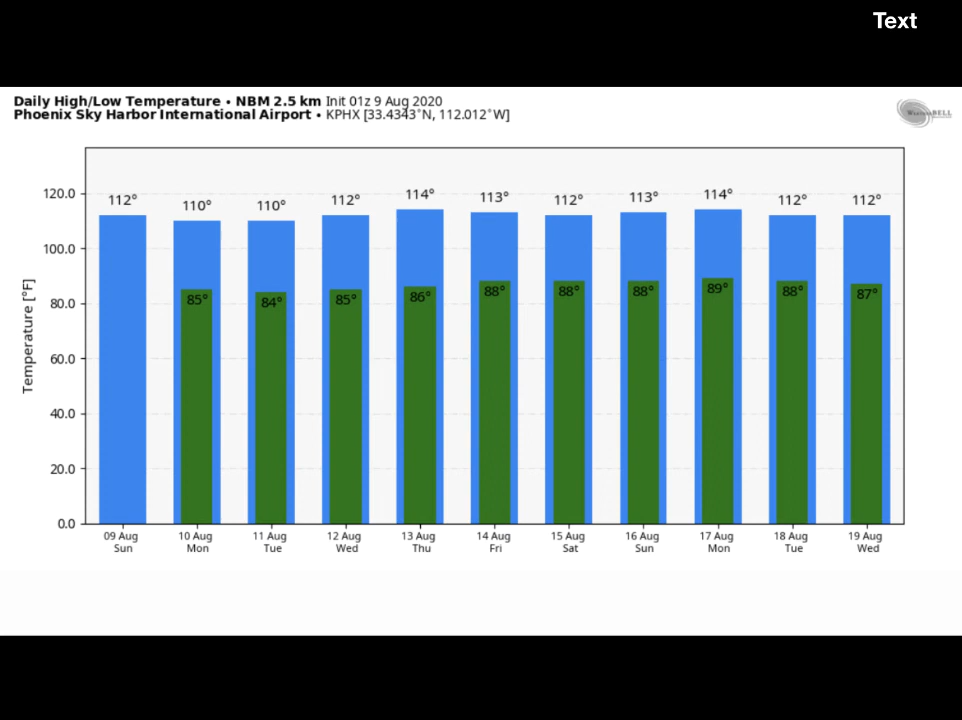 Text
Daily High/Low Temperature • NBM 2.5 km Init 01z 9 Aug 2020
Phoenix Sky Harbor International Airport • KPHX [33.4343°N, 112.012°W]
WeatherBELL
Temperature [°F]
120.0
100.0
80.0
60.0
40.0
20.0
0.0
112° 110° 110° 112° 114° 113° 112° 113° 114° 112° 112°
85° 84° 85° 86° 88° 88° 88° 89° 88° 87°
09 Aug 10 Aug 11 Aug 12 Aug 13 Aug 14 Aug 15 Aug 16 Aug 17 Aug 18 Aug 19 Aug
Sun Mon Tue Wed Thu Fri Sat Sun Mon Tue Wed